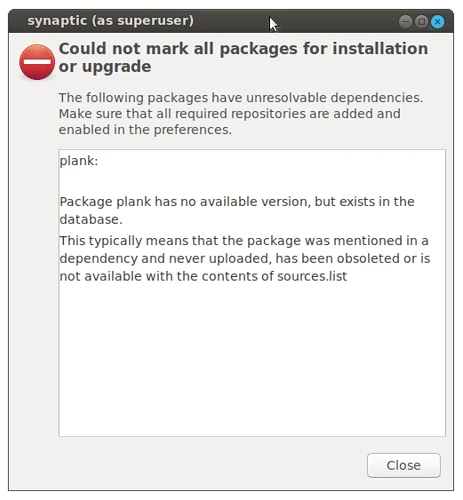 synaptic (as superuser)
Could not mark all packages for installation
or upgrade
The following packages have unresolvable dependencies.
Make sure that all required repositories are added and
enabled in the preferences.
plank:
Package plank has no available version, but exists in the
database.
This typically means that the package was mentioned in a
dependency and never uploaded, has been obsoleted or is
not available with the contents of sources.list
Close